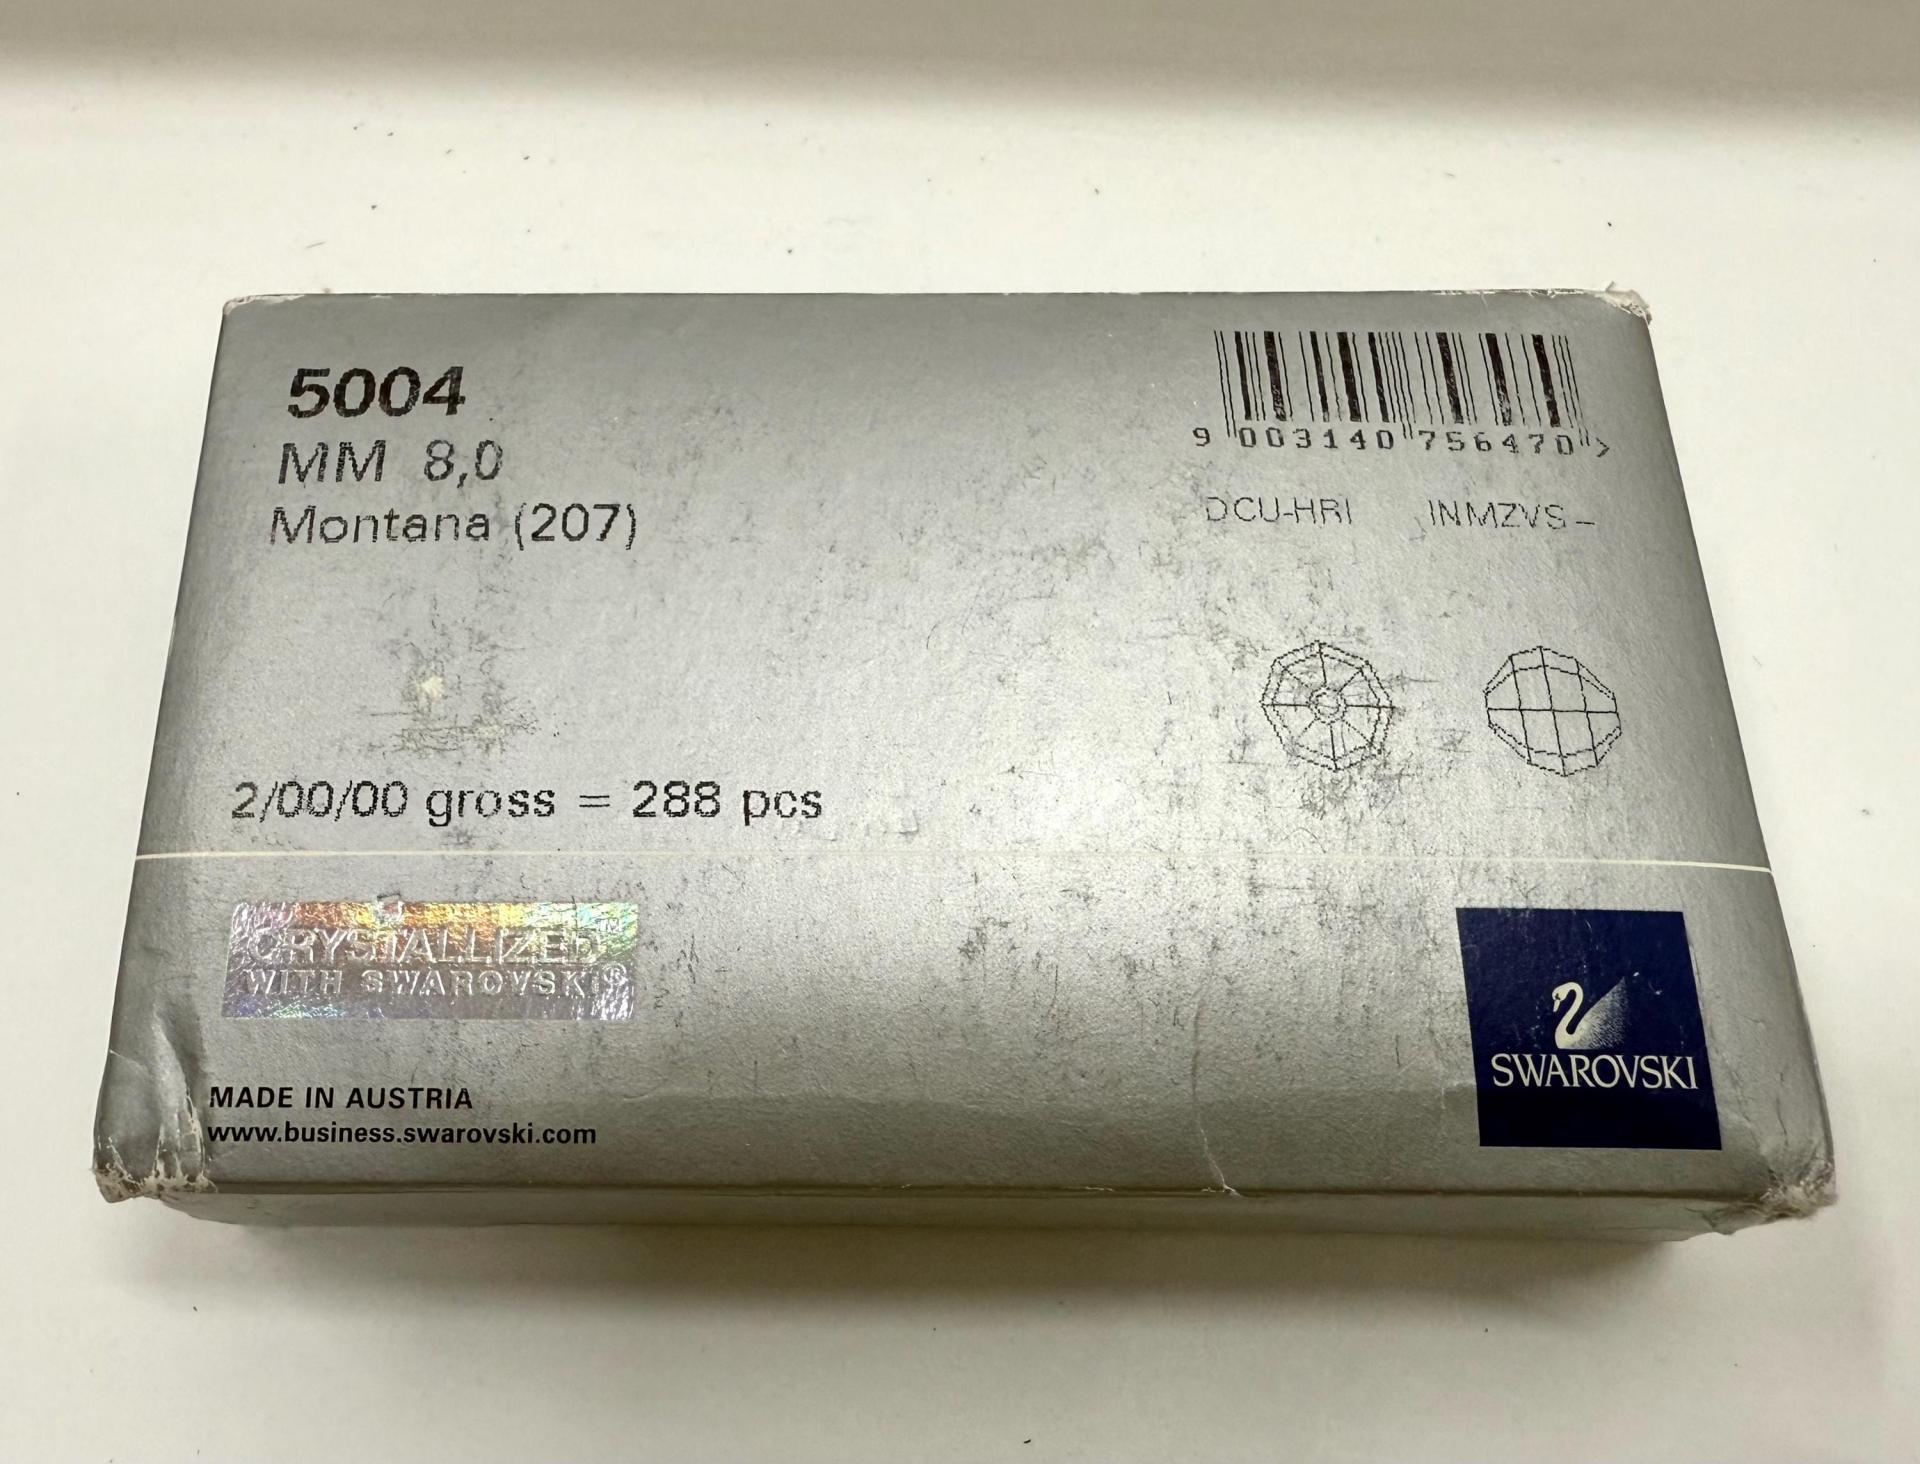 5004
MM 8,0
Montana (207)
9 003140 756470 >
DCU-HRI INMZVS-
2/00/00 gross = 288 pcs
CRYSTALLIZED™
WITH SWAROVSKI®
MADE IN AUSTRIA
www.business.swarovski.com
SWAROVSKI